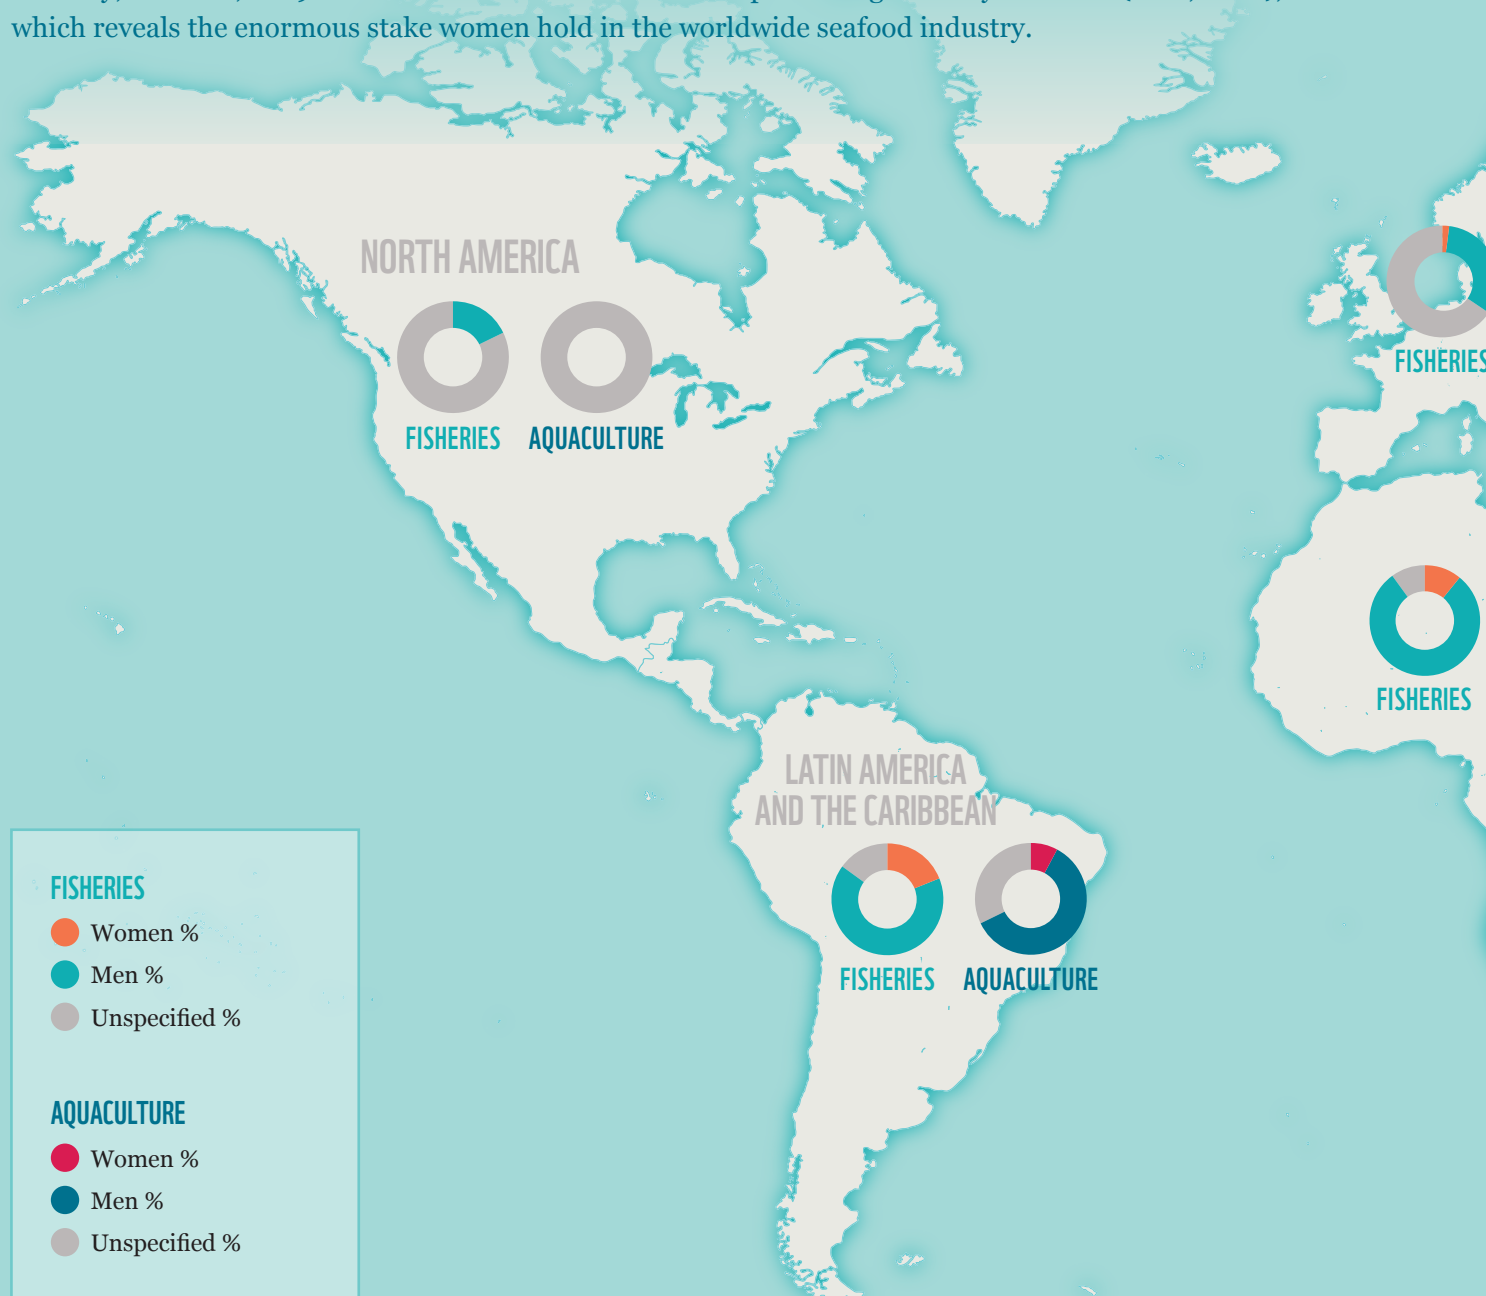 which reveals the enormous stake women hold in the worldwide seafood industry.
NORTH AMERICA
FISHERIES
AQUACULTURE
FISHERIES
FISHERIES
LATIN AMERICA
AND THE CARIBBEAN
FISHERIES
AQUACULTURE
FISHERIES
Women %
Men %
Unspecified %
AQUACULTURE
Women %
Men %
Unspecified %